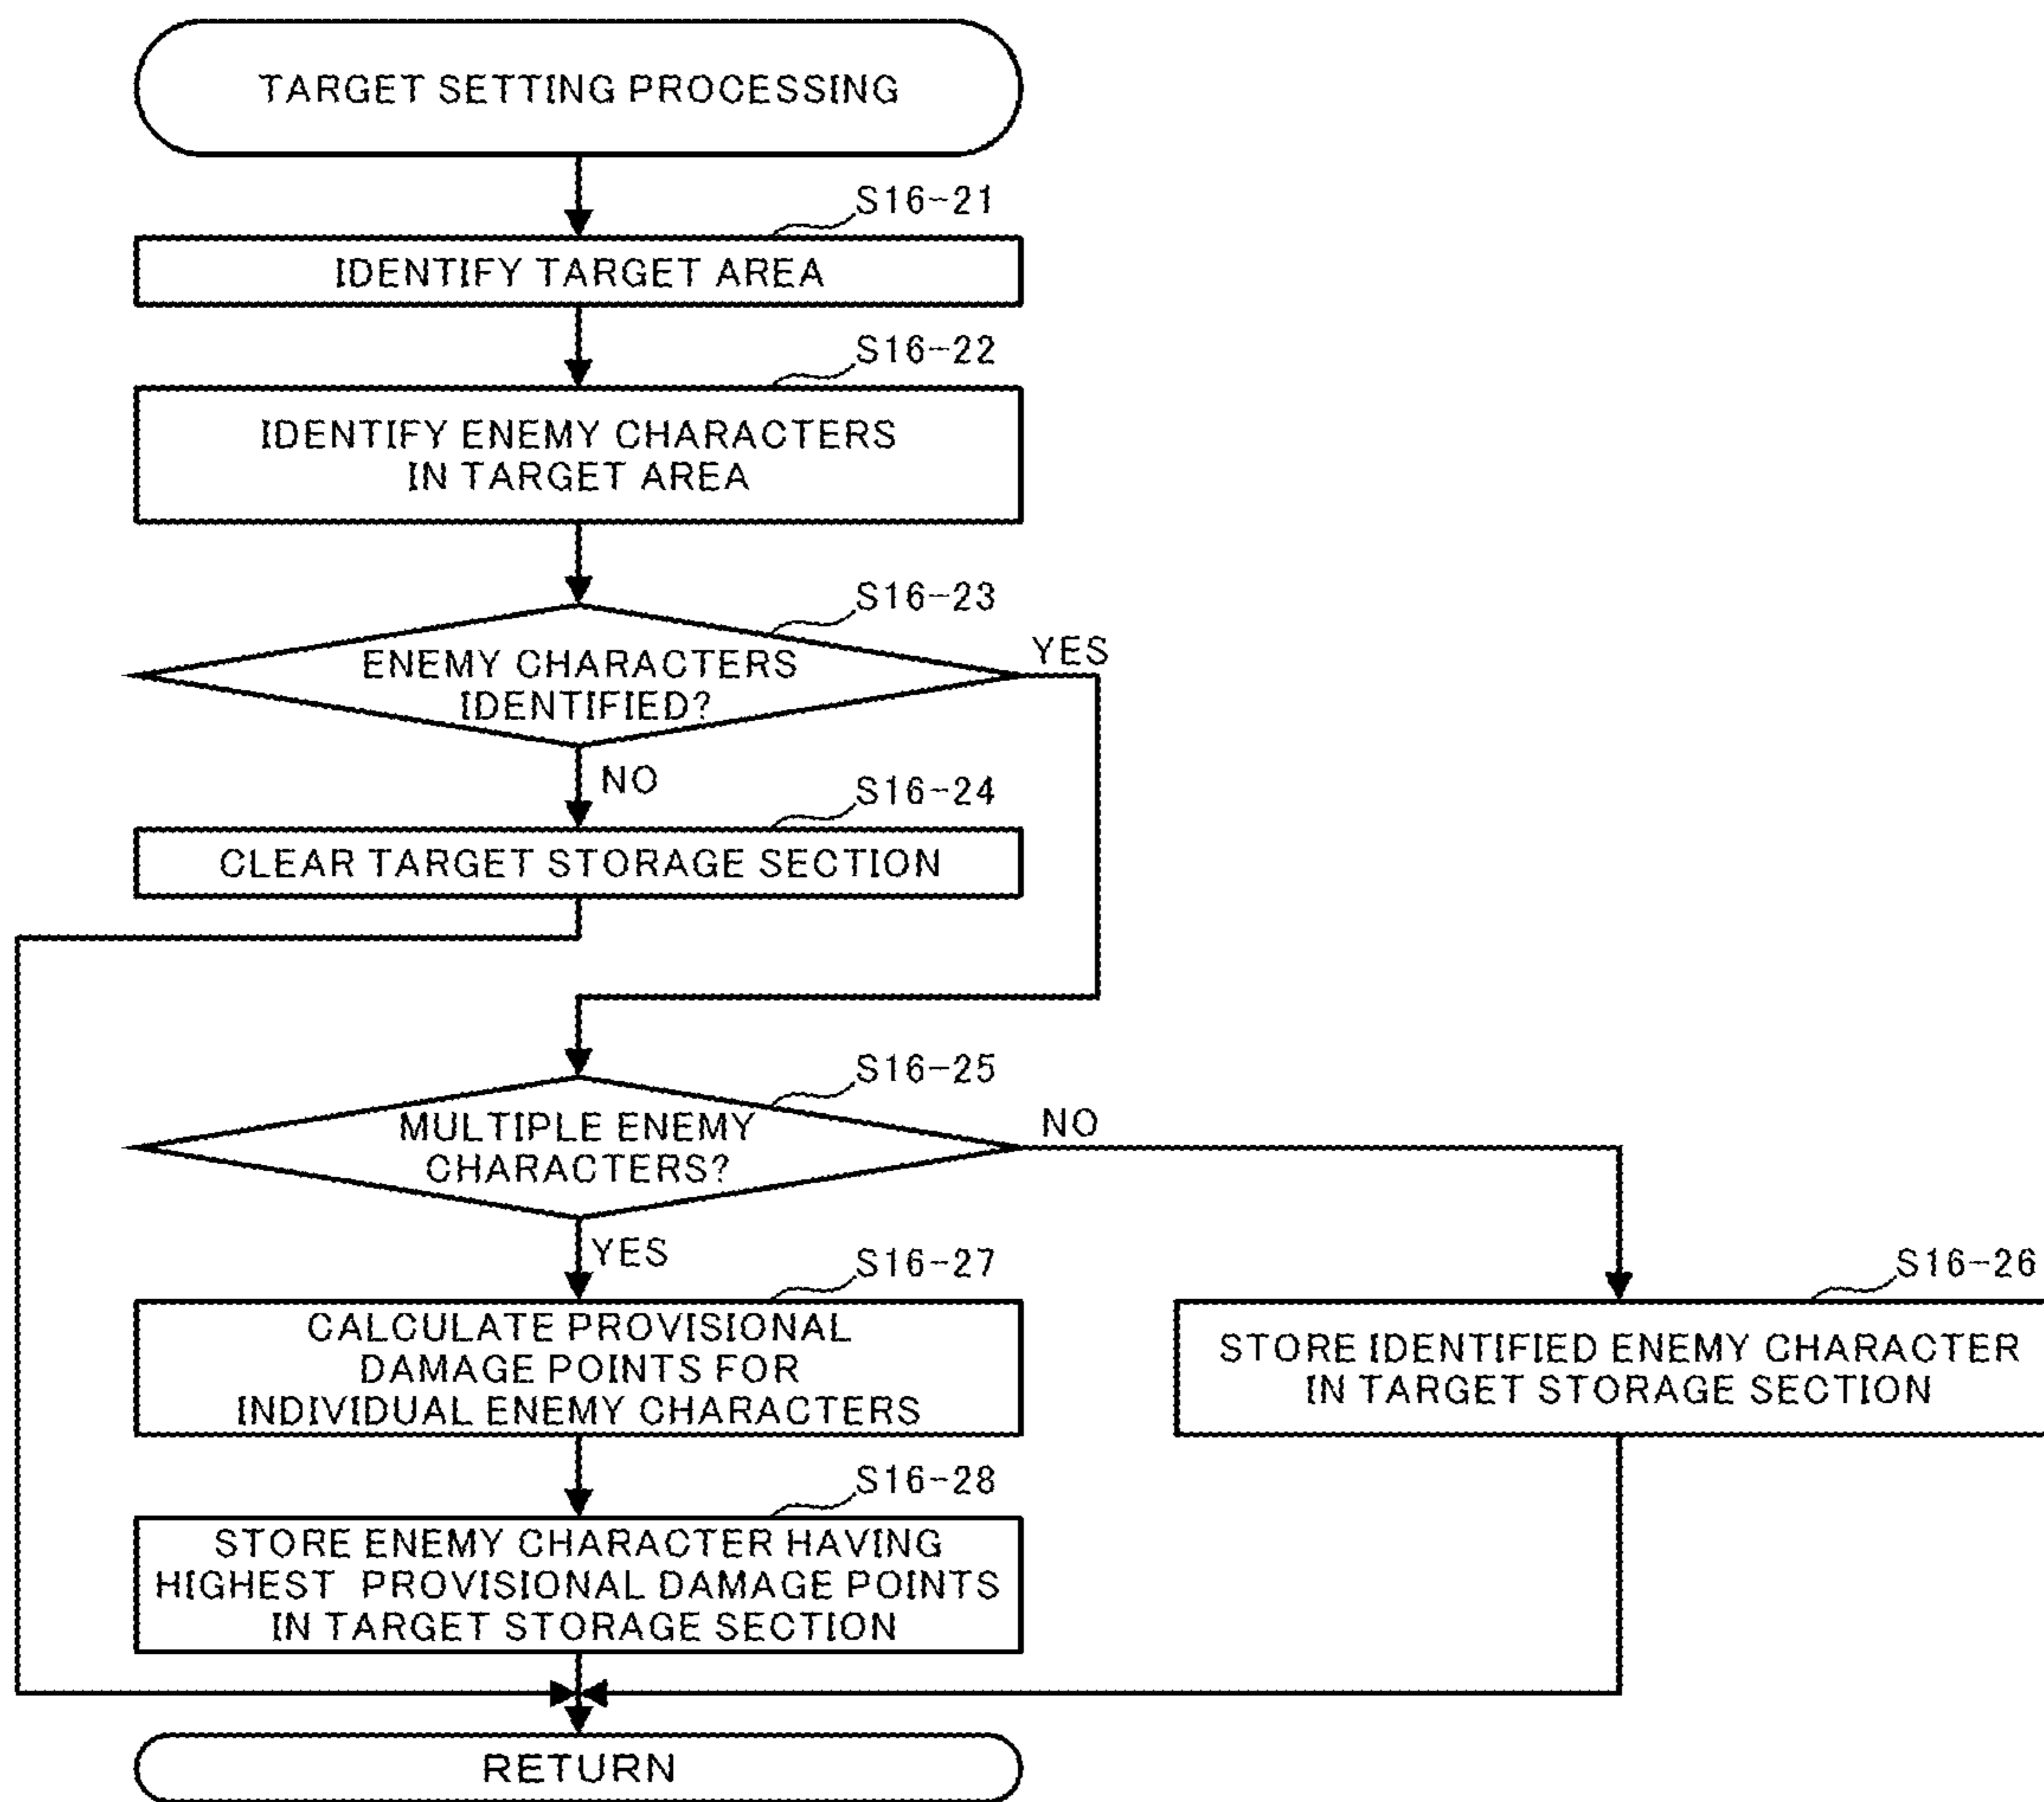 TARGET SETTING PROCESSING
S16-21
IDENTIFY TARGET AREA
S16-22
IDENTIFY ENEMY CHARACTERS
IN TARGET AREA
S16-23
YES
ENEMY CHARACTERS
IDENTIFIED?
NO
S16-24
CLEAR TARGET STORAGE SECTION
S16-25
NO
MULTIPLE ENEMY
CHARACTERS?
YES
S16-27
S16-26
CALCULATE PROVISIONAL
DAMAGE POINTS FOR
INDIVIDUAL ENEMY CHARACTERS
STORE IDENTIFIED ENEMY CHARACTER
IN TARGET STORAGE SECTION
S16-28
STORE ENEMY CHARACTER HAVING
HIGHEST PROVISIONAL DAMAGE POINTS
IN TARGET STORAGE SECTION
RETURN